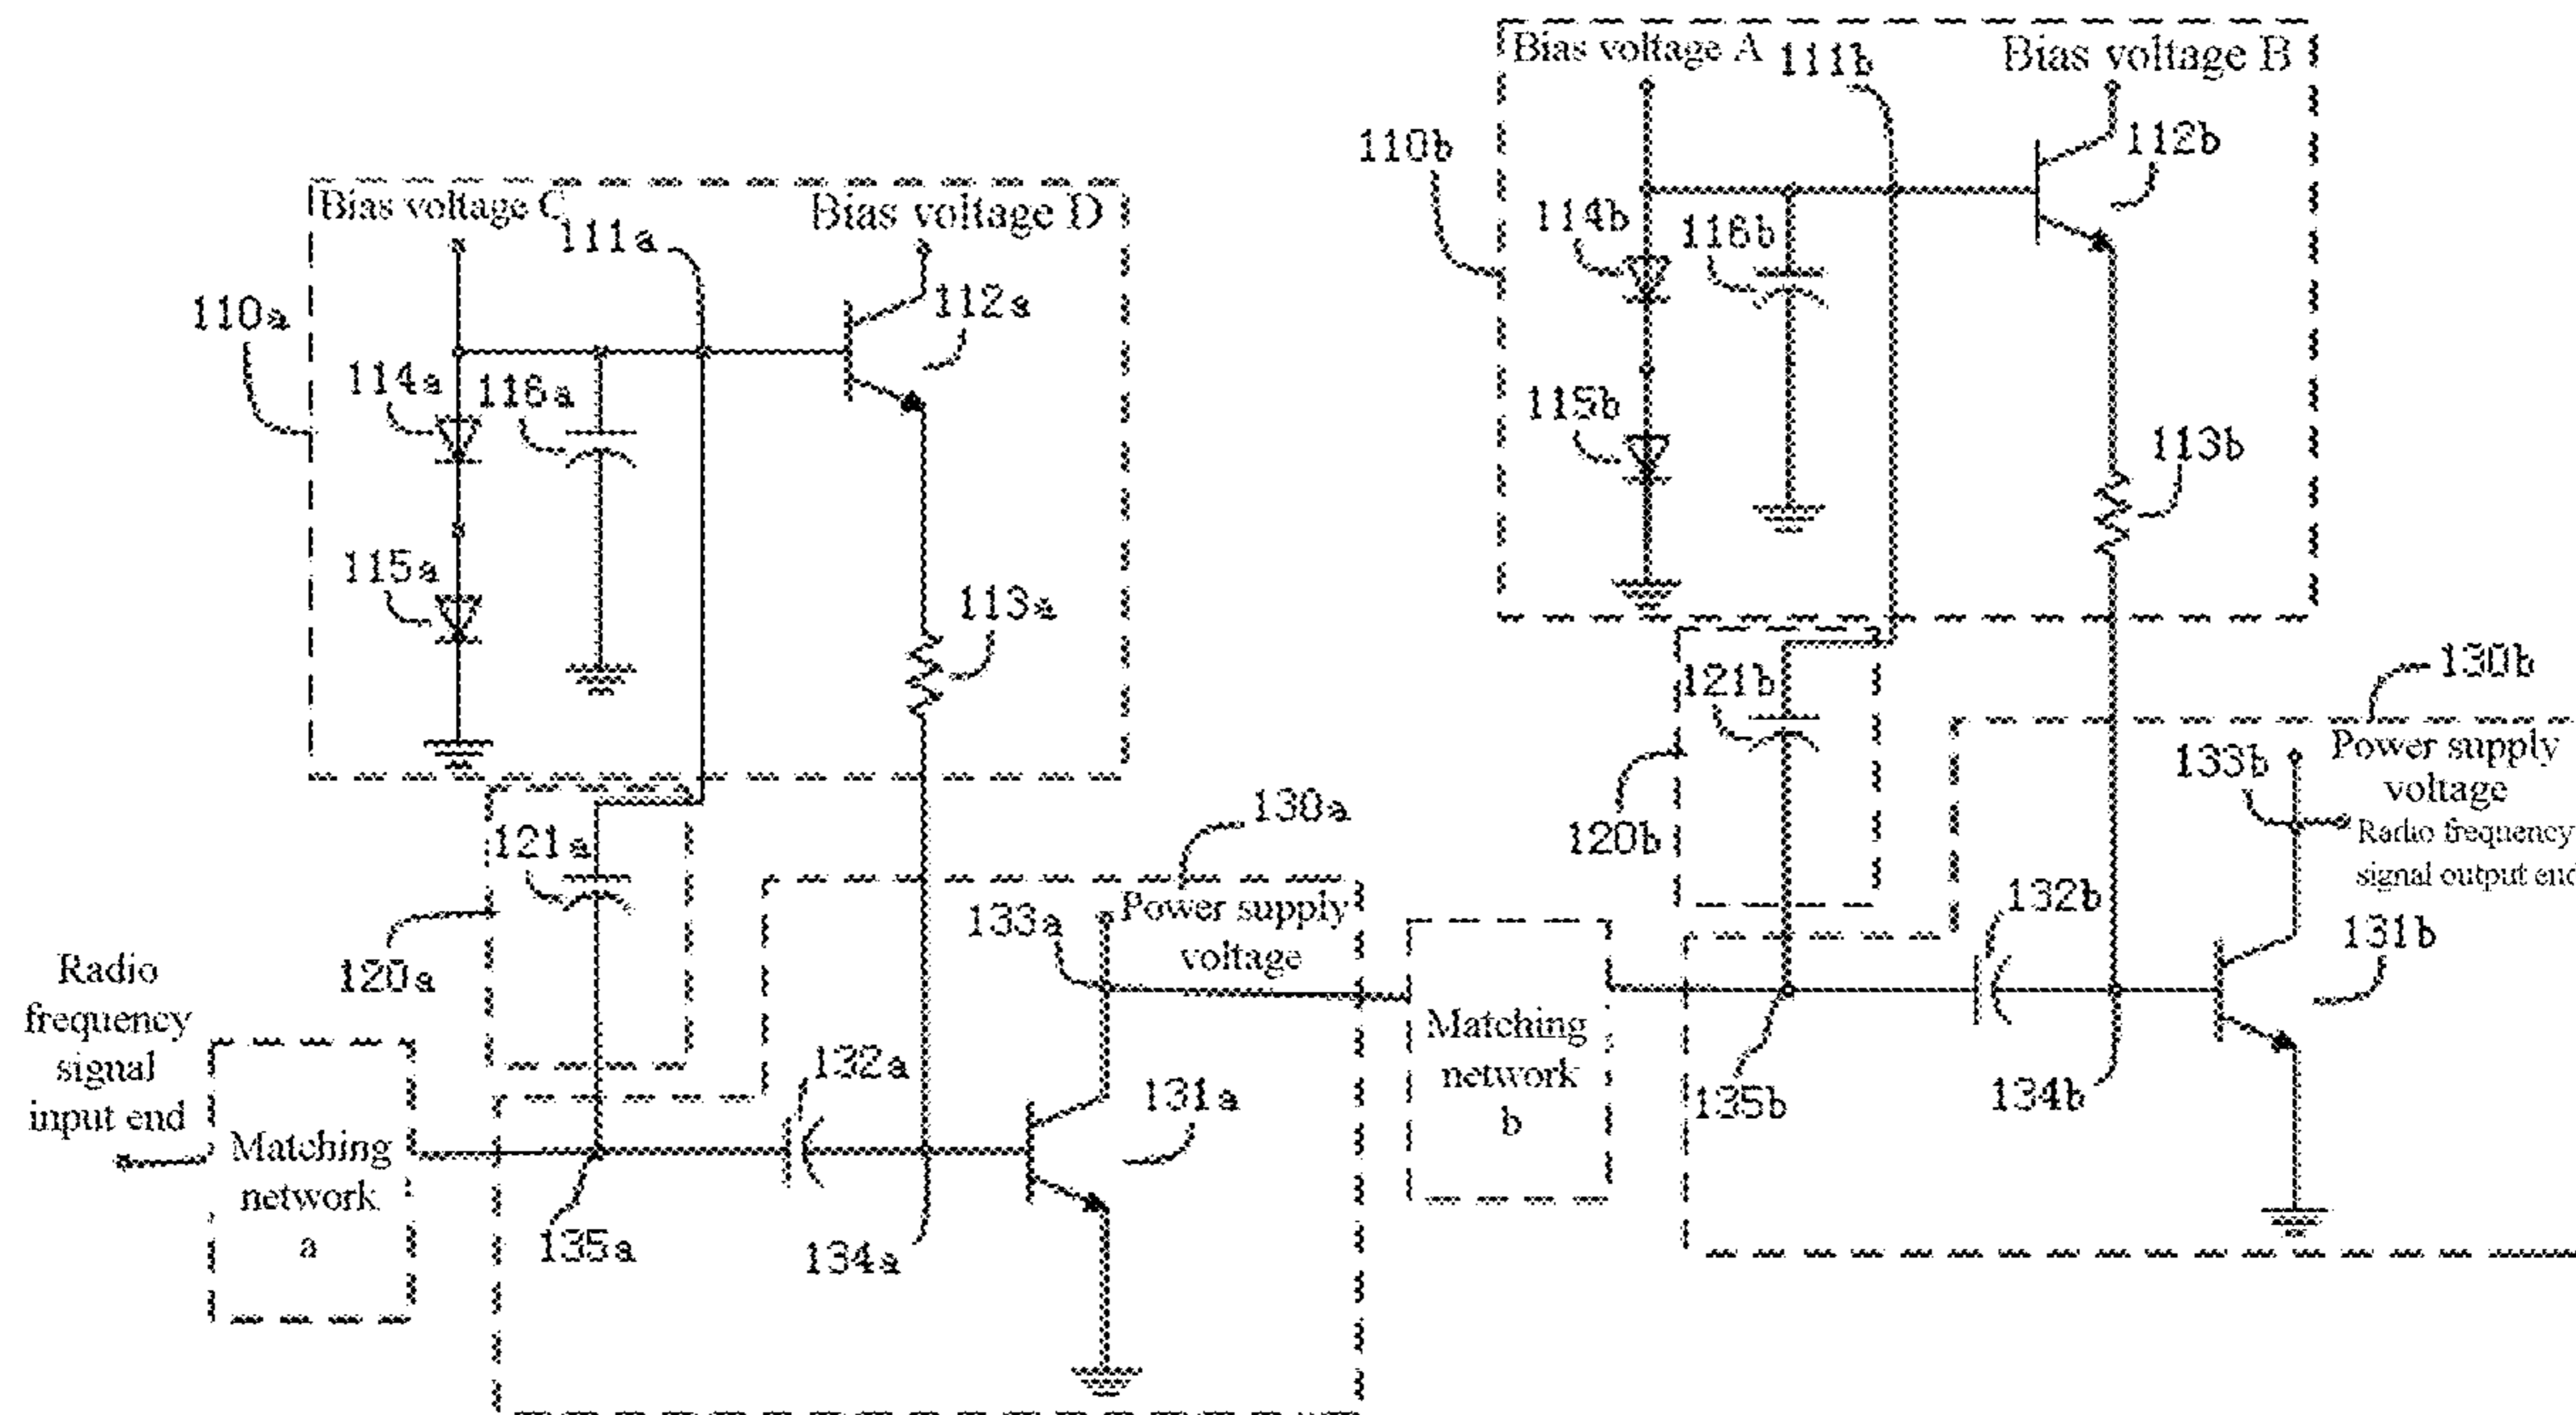 Bias voltage A
111b
Bias voltage B
110b
112b
114b
116b
115b
113b
Bias voltage C
111a
Bias voltage D
110a
112a
114a
116a
115a
113a
121b
120b
130b
133b
Power supply
voltage
Radio frequency
signal output end
132b
131b
121a
120a
130a
133a
Power supply
voltage
Radio
frequency
signal
input end
Matching
network
a
132a
131a
135a
134a
Matching
network
b
135b
134b